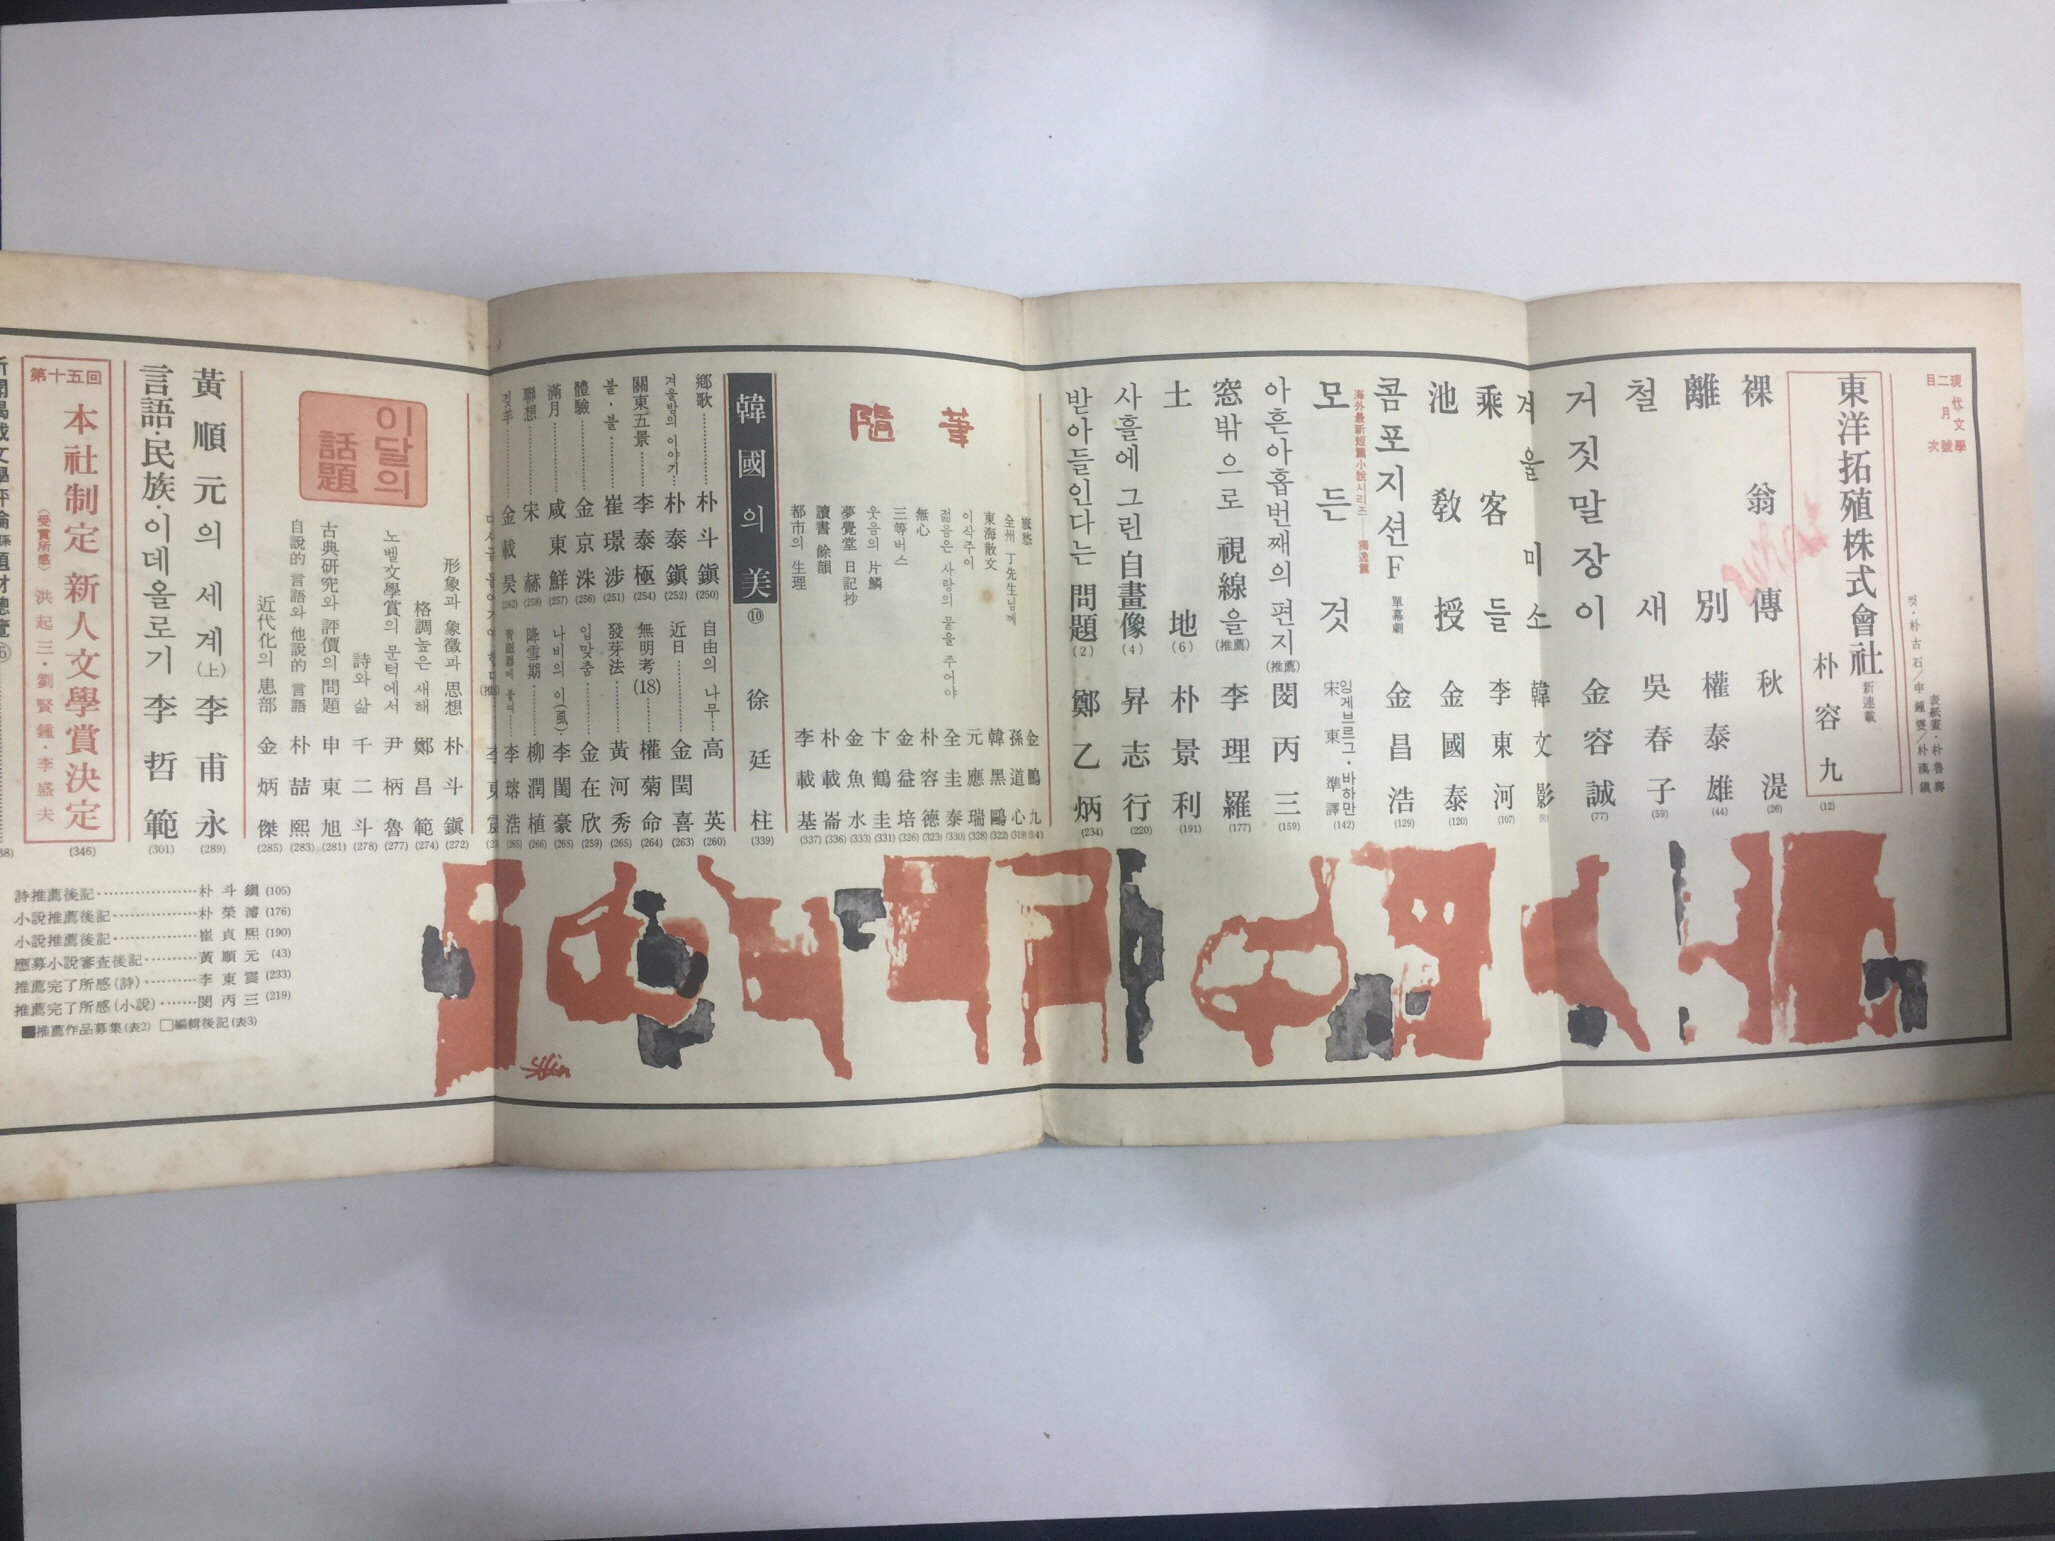 現代文學
二月號
目次
表紙畫・朴魯壽
컷・朴古石/申鍾燮/朴漢鎭
東洋拓殖株式會社 新連載 朴容九 (12)
裸翁傳 秋湜 (26)
離別 權泰雄 (44)
철새 吳春子 (59)
거짓말장이 金容誠 (77)
겨울미소 韓文影
乘客들 李東河 (107)
池敎授 金國泰 (120)
콤포지션F 單幕劇 金昌浩 (129)
海外最新短篇小說시리즈——獨逸篇
모든 것 잉게브르그・바하만 宋東準 譯 (142)
아흔아홉번째의 편지 (推薦) 閔丙三 (159)
窓밖으로 視線을 (推薦) 李理羅 (177)
土地 (6) 朴景利 (191)
사흘에 그린 自畫像 (4) 昇志行 (220)
받아들인다는 問題 (2) 鄭乙炳 (234)
隨筆
旅愁 金鵬九 (314)
全州 丁先生님께 孫道心 (319)
東海散文 韓黑鷗 (322)
이삭주이 元應瑞 (328)
젊음은 사랑의 물을 주어야 全圭泰 (330)
無心 朴容德 (323)
三等버스 金益培 (326)
웃음의 片鱗 卞鶴圭 (331)
夢覺堂 日記抄 金魚水 (333)
讀書 餘韻 朴載崙 (336)
都市의 生理 李載基 (337)
韓國의 美 ⑩ 徐廷柱 (339)
鄕歌 朴斗鎭 (250)
겨울밤의 이야기 朴泰鎭 (252)
關東五景 李泰極 (254)
불・불 崔璟涉 (251)
體驗 金京洙 (256)
滿月 咸東鮮 (257)
聯想 宋赫 (258)
젖羊 金載昊 (262)
自由의 나무 高英 (260)
近日 金閏喜 (263)
無明考(18) 權菊命 (264)
發芽法 黃河秀 (265)
입맞춤 金在欣 (259)
나비의 이(風) 李閨豪 (268)
降雪期 柳潤植 (266)
靑磁器에 붙여 李瑢浩
李東震
이달의 話題
形象과 象徵과 思想 朴斗鎭 (272)
格調높은 새해 鄭昌範 (274)
노벨文學賞의 문턱에서 尹柄魯 (277)
詩와 삶 千二斗 (278)
古典硏究와 評價의 問題 申東旭 (281)
自說的 言語와 他說的 言語 朴喆熙 (283)
近代化의 患部 金炳傑 (285)
黃順元의 세계(上) 李甫永 (289)
言語・民族・이데올로기 李哲範 (301)
第十五回
本社制定 新人文學賞決定 (346)
〈受賞所感〉 洪起三・劉賢鍾・李盛夫
詩推薦後記 朴斗鎭 (105)
小說推薦後記 朴榮濬 (176)
小說推薦後記 崔貞熙 (190)
應募小說審査後記 黃順元 (43)
推薦完了所感(詩) 李東震 (233)
推薦完了所感(小說) 閔丙三 (219)
■推薦作品募集(表2) □編輯後記(表3)